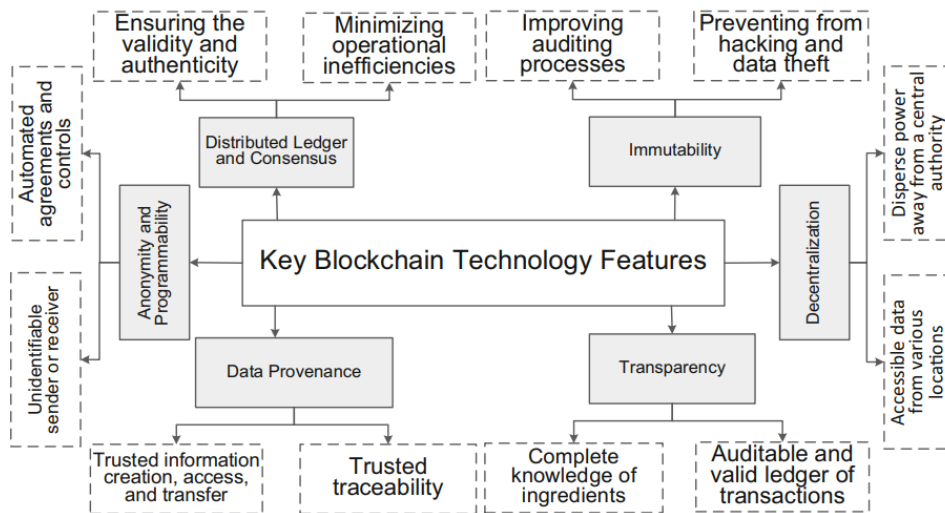 Ensuring the
validity and
authenticity
Minimizing
operational
inefficiencies
Improving
auditing
processes
Preventing from
hacking and
data theft
Automated
agreements and
controls
Distributed Ledger
and Consensus
Immutability
Disperse power
away from a central
authority
Anonymity and
Programmability
Key Blockchain Technology Features
Decentralization
Unidentifiable
sender or receiver
Data Provenance
Transparency
Accessible data
from various
locations
Trusted information
creation, access,
and transfer
Trusted
traceability
Complete
knowledge of
ingredients
Auditable and
valid ledger of
transactions